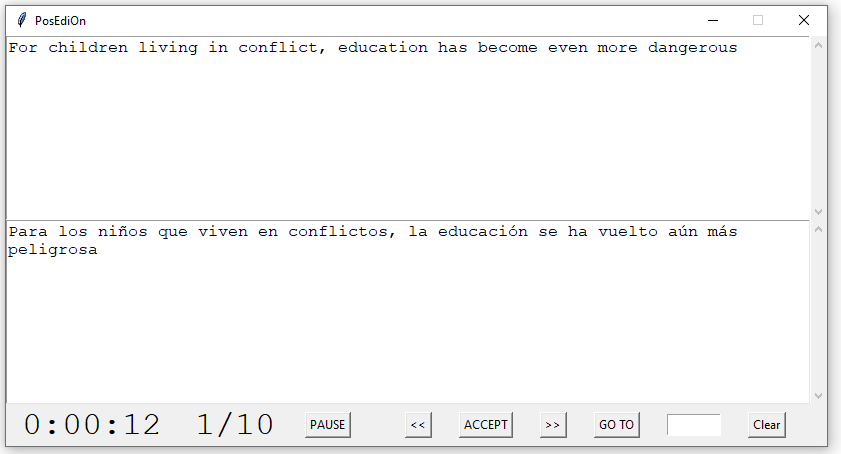 PosEdiOn
For children living in conflict, education has become even more dangerous
Para los niños que viven en conflictos, la educación se ha vuelto aún más
peligrosa
0:00:12 1/10 PAUSE << ACCEPT >> GO TO Clear